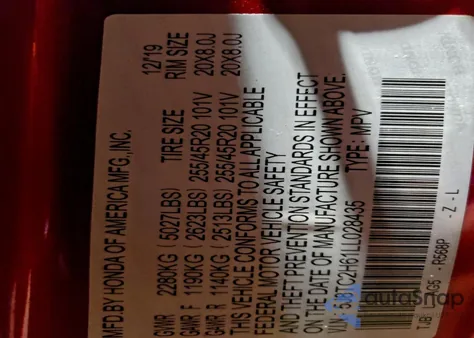 MFD.BY HONDA OF AMERICA MFG.,INC. 12/19
GVWR 2280KG (5027LBS) TIRE SIZE RIM SIZE
GAWR F 1190KG (2623LBS) 255/45R20 101V 20X8.0J
GAWR R 1140KG (2513LBS) 255/45R20 101V 20X8.0J
THIS VEHICLE CONFORMS TO ALL APPLICABLE
FEDERAL MOTOR VEHICLE SAFETY
AND THEFT PREVENTION STANDARDS IN EFFECT
ON THE DATE OF MANUFACTURE SHOWN ABOVE.
V.I.N: 5J8TC2H61LL028435 TYPE: MPV
TJB R568P - Z - L
autoSnap